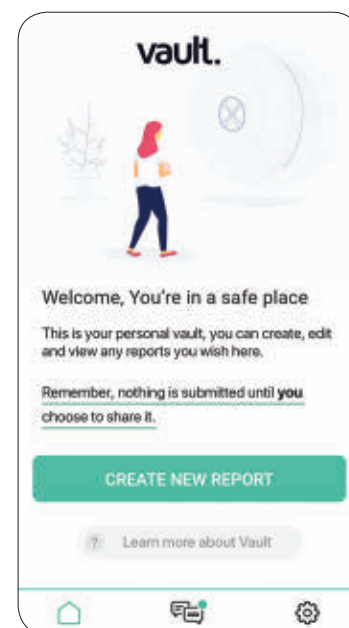 vault.
Welcome, You're in a safe place
This is your personal vault, you can create, edit
and view any reports you wish here.
Remember, nothing is submitted until you
choose to share it.
CREATE NEW REPORT
? Learn more about Vault